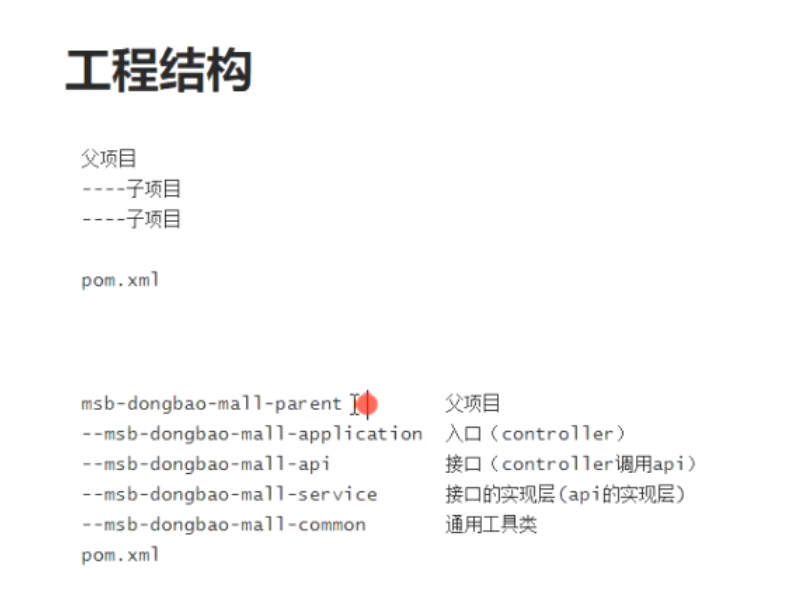 工程结构
父项目
----子项目
----子项目
pom.xml
msb-dongbao-mall-parent 父项目
--msb-dongbao-mall-application 入口（controller）
--msb-dongbao-mall-api 接口（controller调用api）
--msb-dongbao-mall-service 接口的实现层(api的实现层)
--msb-dongbao-mall-common 通用工具类
pom.xml